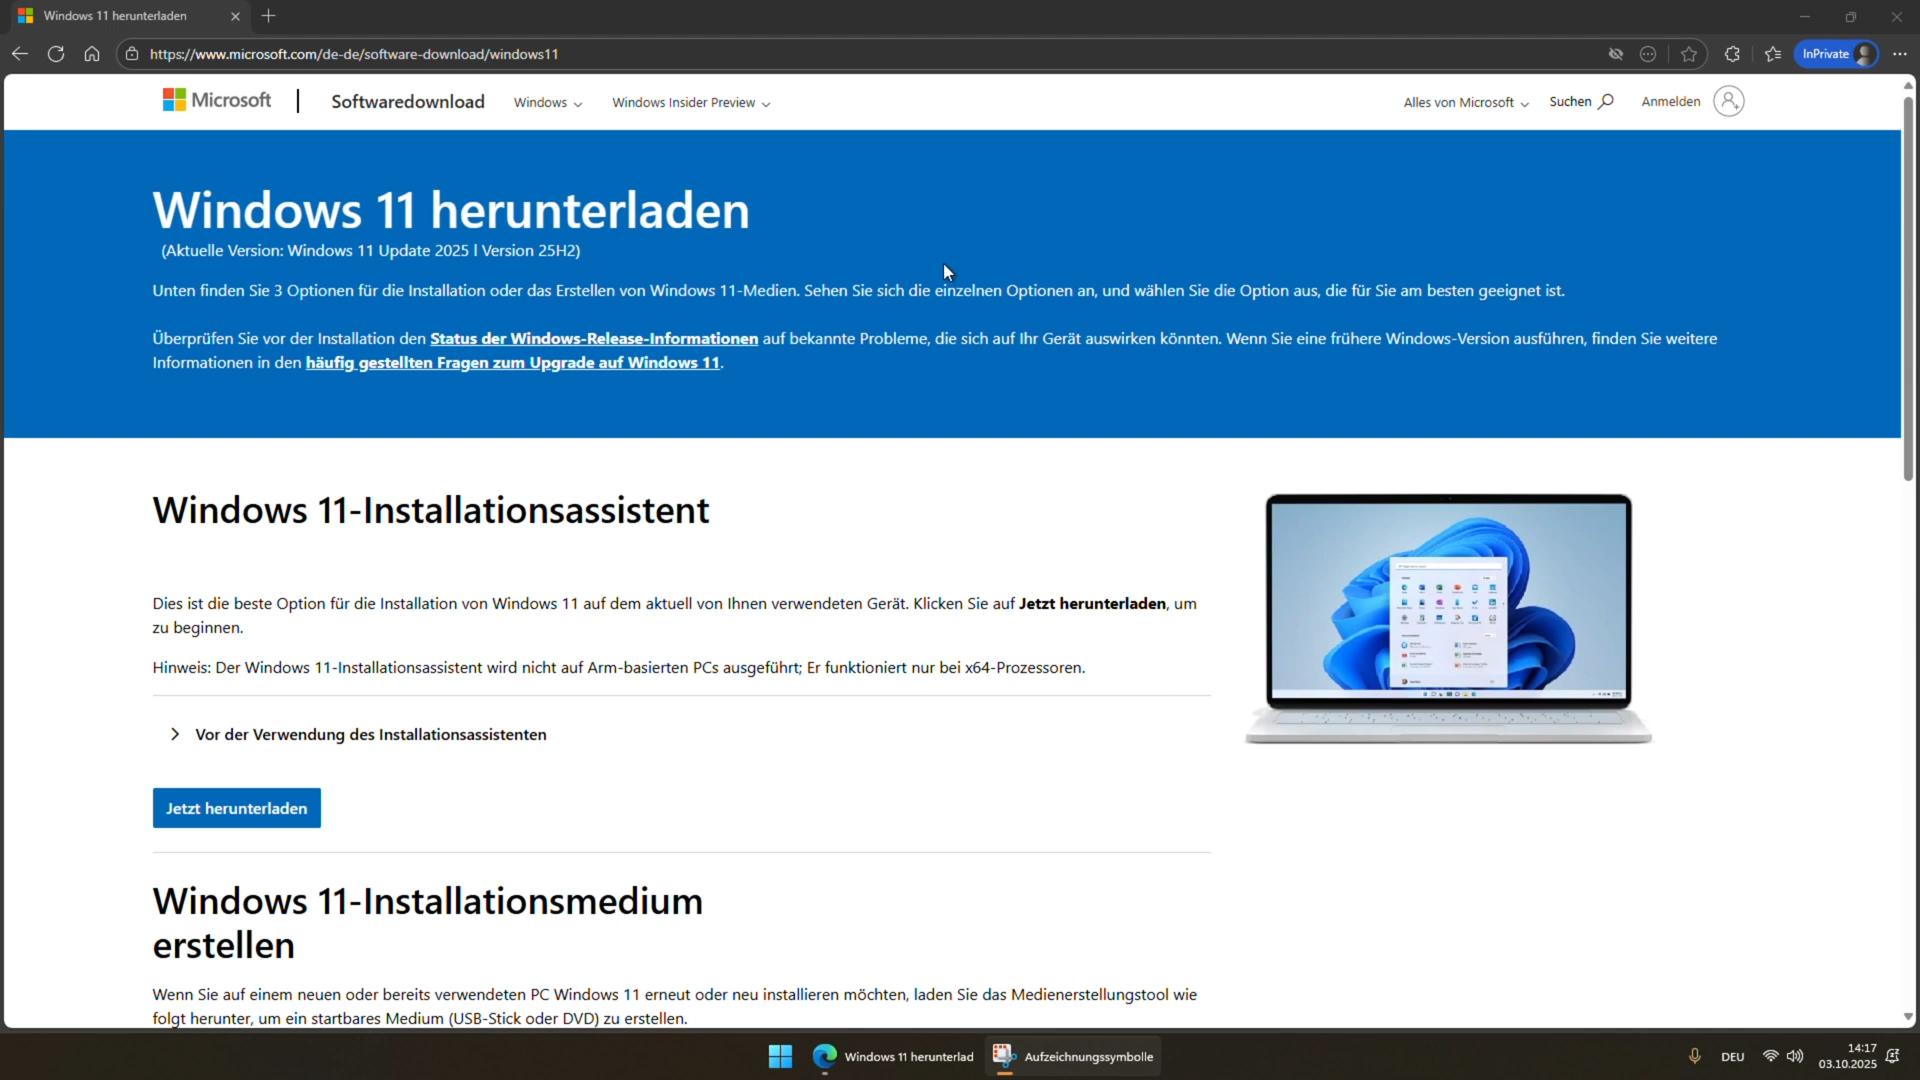 Windows 11 herunterladen
https://www.microsoft.com/de-de/software-download/windows11
InPrivate
Microsoft
Softwaredownload
Windows
Windows Insider Preview
Alles von Microsoft
Suchen
Anmelden
Windows 11 herunterladen
(Aktuelle Version: Windows 11 Update 2025 l Version 25H2)
Unten finden Sie 3 Optionen für die Installation oder das Erstellen von Windows 11-Medien. Sehen Sie sich die einzelnen Optionen an, und wählen Sie die Option aus, die für Sie am besten geeignet ist.
Überprüfen Sie vor der Installation den Status der Windows-Release-Informationen auf bekannte Probleme, die sich auf Ihr Gerät auswirken könnten. Wenn Sie eine frühere Windows-Version ausführen, finden Sie weitere
Informationen in den häufig gestellten Fragen zum Upgrade auf Windows 11.
Windows 11-Installationsassistent
Dies ist die beste Option für die Installation von Windows 11 auf dem aktuell von Ihnen verwendeten Gerät. Klicken Sie auf Jetzt herunterladen, um
zu beginnen.
Hinweis: Der Windows 11-Installationsassistent wird nicht auf Arm-basierten PCs ausgeführt; Er funktioniert nur bei x64-Prozessoren.
Vor der Verwendung des Installationsassistenten
Jetzt herunterladen
Windows 11-Installationsmedium
erstellen
Wenn Sie auf einem neuen oder bereits verwendeten PC Windows 11 erneut oder neu installieren möchten, laden Sie das Medienerstellungstool wie
folgt herunter, um ein startbares Medium (USB-Stick oder DVD) zu erstellen.
Windows 11 herunterlad
Aufzeichnungssymbolle
DEU
14:17
03.10.2025